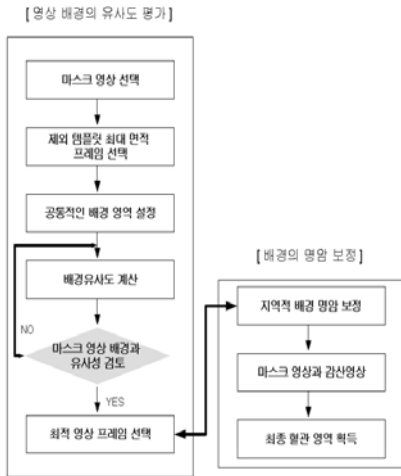 [영상 배경의 유사도 평가]
마스크 영상 선택
제외 템플릿 최대 면적
프레임 선택
공통적인 배경 영역 설정
배경유사도 계산
NO
마스크 영상 배경과
유사성 검토
YES
최적 영상 프레임 선택
[배경의 명암 보정]
지역적 배경 명암 보정
마스크 영상과 감산영상
최종 혈관 영역 획득